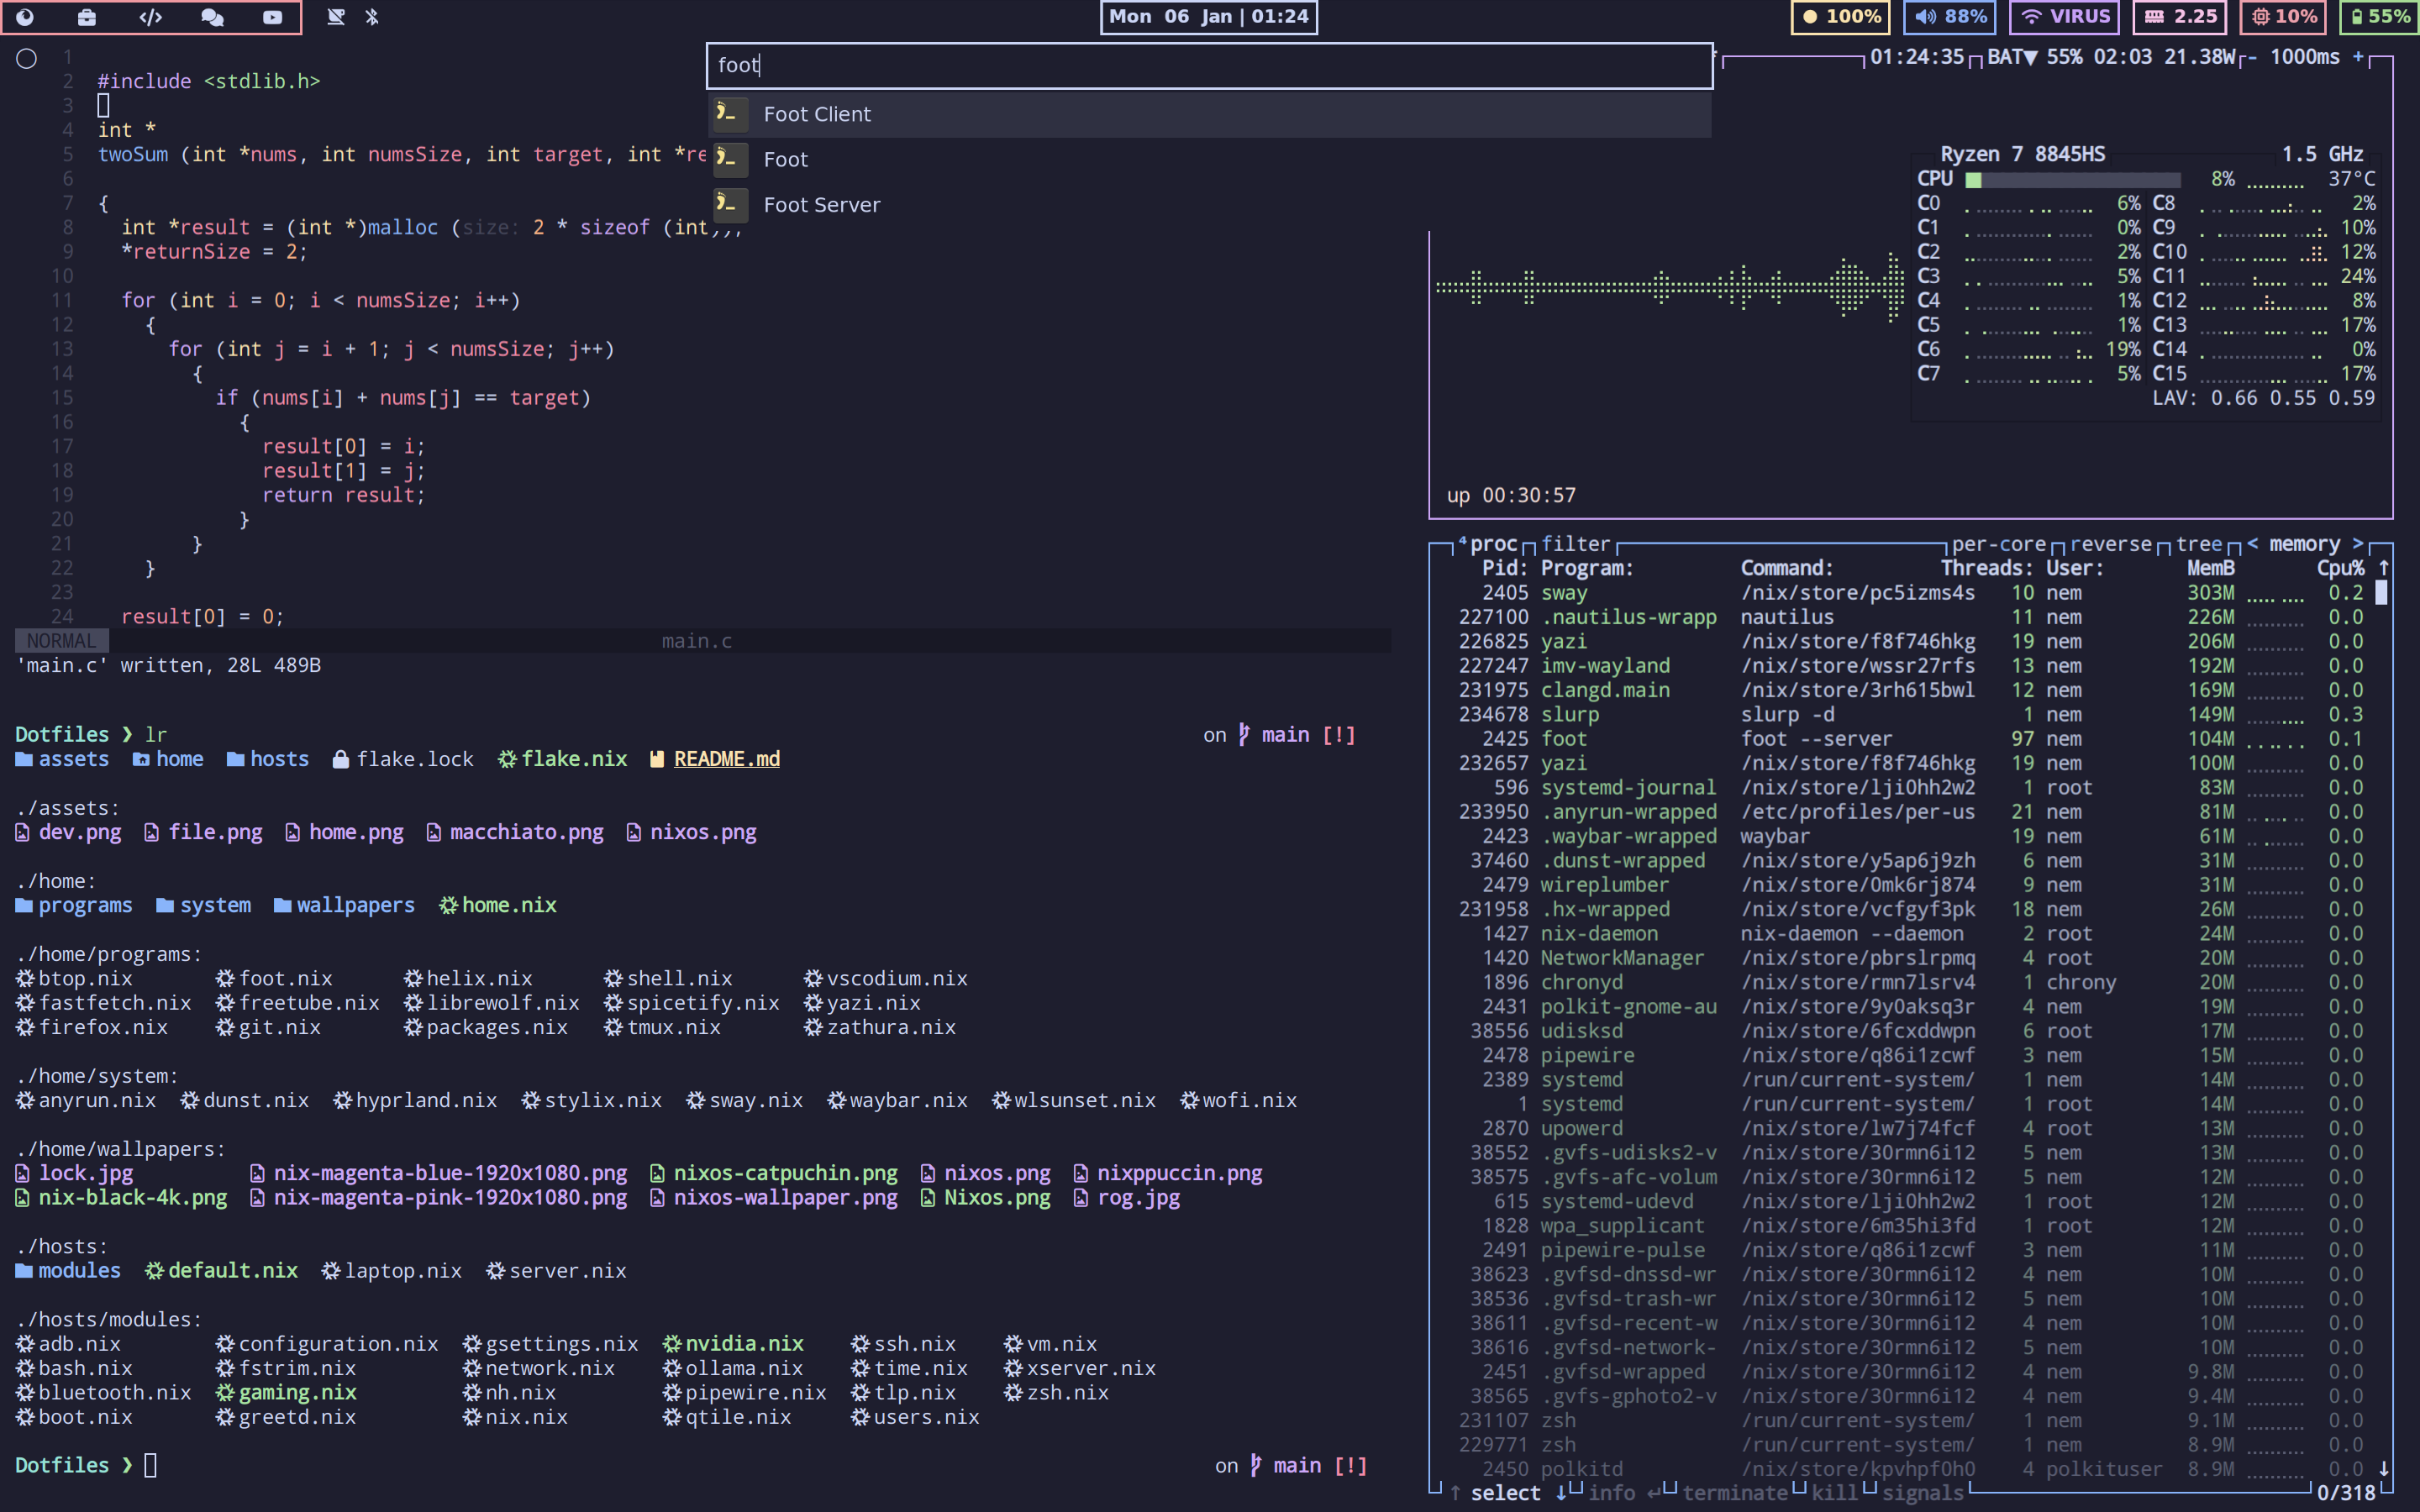 Mon 06 Jan | 01:24
100% 88% VIRUS 2.25 10% 55%
foot
Foot Client
Foot
Foot Server
1
2 #include <stdlib.h>
3
4 int *
5 twoSum (int *nums, int numsSize, int target, int *re
6
7 {
8 int *result = (int *)malloc (size: 2 * sizeof (int));
9 *returnSize = 2;
10
11 for (int i = 0; i < numsSize; i++)
12 {
13 for (int j = i + 1; j < numsSize; j++)
14 {
15 if (nums[i] + nums[j] == target)
16 {
17 result[0] = i;
18 result[1] = j;
19 return result;
20 }
21 }
22 }
23
24 result[0] = 0;
NORMAL main.c
'main.c' written, 28L 489B
Dotfiles ❯ lr on main [!]
assets home hosts flake.lock flake.nix README.md
./assets:
dev.png file.png home.png macchiato.png nixos.png
./home:
programs system wallpapers home.nix
./home/programs:
btop.nix foot.nix helix.nix shell.nix vscodium.nix
fastfetch.nix freetube.nix librewolf.nix spicetify.nix yazi.nix
firefox.nix git.nix packages.nix tmux.nix zathura.nix
./home/system:
anyrun.nix dunst.nix hyprland.nix stylix.nix sway.nix waybar.nix wlsunset.nix wofi.nix
./home/wallpapers:
lock.jpg nix-magenta-blue-1920x1080.png nixos-catpuchin.png nixos.png nixppuccin.png
nix-black-4k.png nix-magenta-pink-1920x1080.png nixos-wallpaper.png Nixos.png rog.jpg
./hosts:
modules default.nix laptop.nix server.nix
./hosts/modules:
adb.nix configuration.nix gsettings.nix nvidia.nix ssh.nix vm.nix
bash.nix fstrim.nix network.nix ollama.nix time.nix xserver.nix
bluetooth.nix gaming.nix nh.nix pipewire.nix tlp.nix zsh.nix
boot.nix greetd.nix nix.nix qtile.nix users.nix
Dotfiles ❯ on main [!]
01:24:35 BAT▼ 55% 02:03 21.38W - 1000ms +
Ryzen 7 8845HS 1.5 GHz
CPU 8% 37°C
C0 6% C8 2%
C1 0% C9 10%
C2 2% C10 12%
C3 5% C11 24%
C4 1% C12 8%
C5 1% C13 17%
C6 19% C14 0%
C7 5% C15 17%
LAV: 0.66 0.55 0.59
up 00:30:57
⁴proc filter per-core reverse tree < memory >
Pid: Program: Command: Threads: User: MemB Cpu% ↑
2405 sway /nix/store/pc5izms4s 10 nem 303M 0.2
227100 .nautilus-wrapp nautilus 11 nem 226M 0.0
226825 yazi /nix/store/f8f746hkg 19 nem 206M 0.0
227247 imv-wayland /nix/store/wssr27rfs 13 nem 192M 0.0
231975 clangd.main /nix/store/3rh615bwl 12 nem 169M 0.0
234678 slurp slurp -d 1 nem 149M 0.3
2425 foot foot --server 97 nem 104M 0.1
232657 yazi /nix/store/f8f746hkg 19 nem 100M 0.0
596 systemd-journal /nix/store/lji0hh2w2 1 root 83M 0.0
233950 .anyrun-wrapped /etc/profiles/per-us 21 nem 81M 0.0
2423 .waybar-wrapped waybar 19 nem 61M 0.0
37460 .dunst-wrapped /nix/store/y5ap6j9zh 6 nem 31M 0.0
2479 wireplumber /nix/store/0mk6rj874 9 nem 31M 0.0
231958 .hx-wrapped /nix/store/vcfgyf3pk 18 nem 26M 0.0
1427 nix-daemon nix-daemon --daemon 2 root 24M 0.0
1420 NetworkManager /nix/store/pbrslrpmq 4 root 20M 0.0
1896 chronyd /nix/store/rmn7lsrv4 1 chrony 20M 0.0
2431 polkit-gnome-au /nix/store/9y0aksq3r 4 nem 19M 0.0
38556 udisksd /nix/store/6fcxddwpn 6 root 17M 0.0
2478 pipewire /nix/store/q86i1zcwf 3 nem 15M 0.0
2389 systemd /run/current-system/ 1 nem 14M 0.0
1 systemd /run/current-system/ 1 root 14M 0.0
2870 upowerd /nix/store/lw7j74fcf 4 root 13M 0.0
38552 .gvfs-udisks2-v /nix/store/30rmn6i12 5 nem 13M 0.0
38575 .gvfs-afc-volum /nix/store/30rmn6i12 5 nem 12M 0.0
615 systemd-udevd /nix/store/lji0hh2w2 1 root 12M 0.0
1828 wpa_supplicant /nix/store/6m35hi3fd 1 root 12M 0.0
2491 pipewire-pulse /nix/store/q86i1zcwf 3 nem 11M 0.0
38623 .gvfsd-dnssd-wr /nix/store/30rmn6i12 4 nem 10M 0.0
38536 .gvfsd-trash-wr /nix/store/30rmn6i12 5 nem 10M 0.0
38611 .gvfsd-recent-w /nix/store/30rmn6i12 4 nem 10M 0.0
38616 .gvfsd-network- /nix/store/30rmn6i12 5 nem 10M 0.0
2451 .gvfsd-wrapped /nix/store/30rmn6i12 4 nem 9.8M 0.0
38565 .gvfs-gphoto2-v /nix/store/30rmn6i12 4 nem 9.4M 0.0
231107 zsh /run/current-system/ 1 nem 9.1M 0.0
229771 zsh /run/current-system/ 1 nem 8.9M 0.0
2450 polkitd /nix/store/kpvhpf0h0 4 polkituser 8.9M 0.0 ↓
↑ select ↓ info ↵ terminate kill signals 0/318